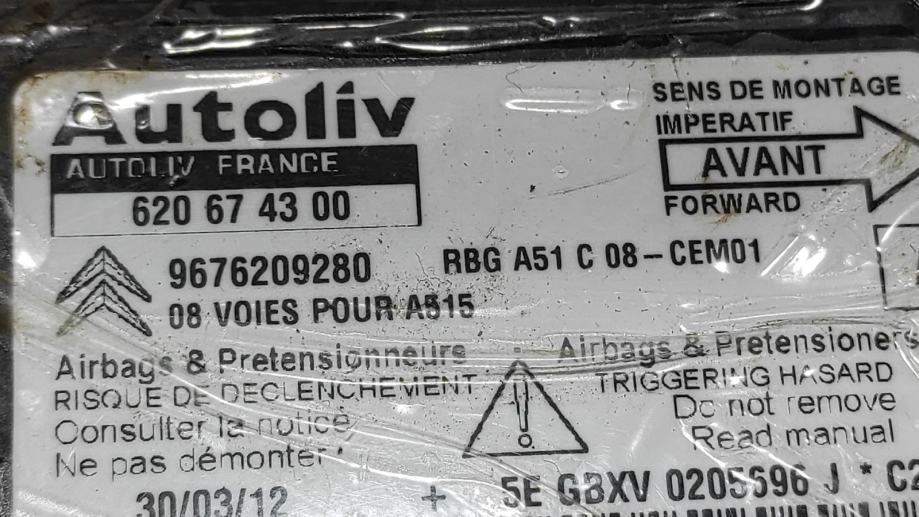 Autoliv
AUTOLIV FRANCE
620 67 43 00
SENS DE MONTAGE
IMPERATIF
AVANT
FORWARD
9676209280
RBG A51 C 08-CEM01
08 VOIES POUR A515
Airbags & Pretensionneurs
RISQUE DE DECLENCHEMENT
Consulter la notice
Ne pas démonter
Airbags & Pretensioners
TRIGGERING HASARD
Do not remove
Read manual
30/03/12 + 5E GBXV 0205696 J * C2